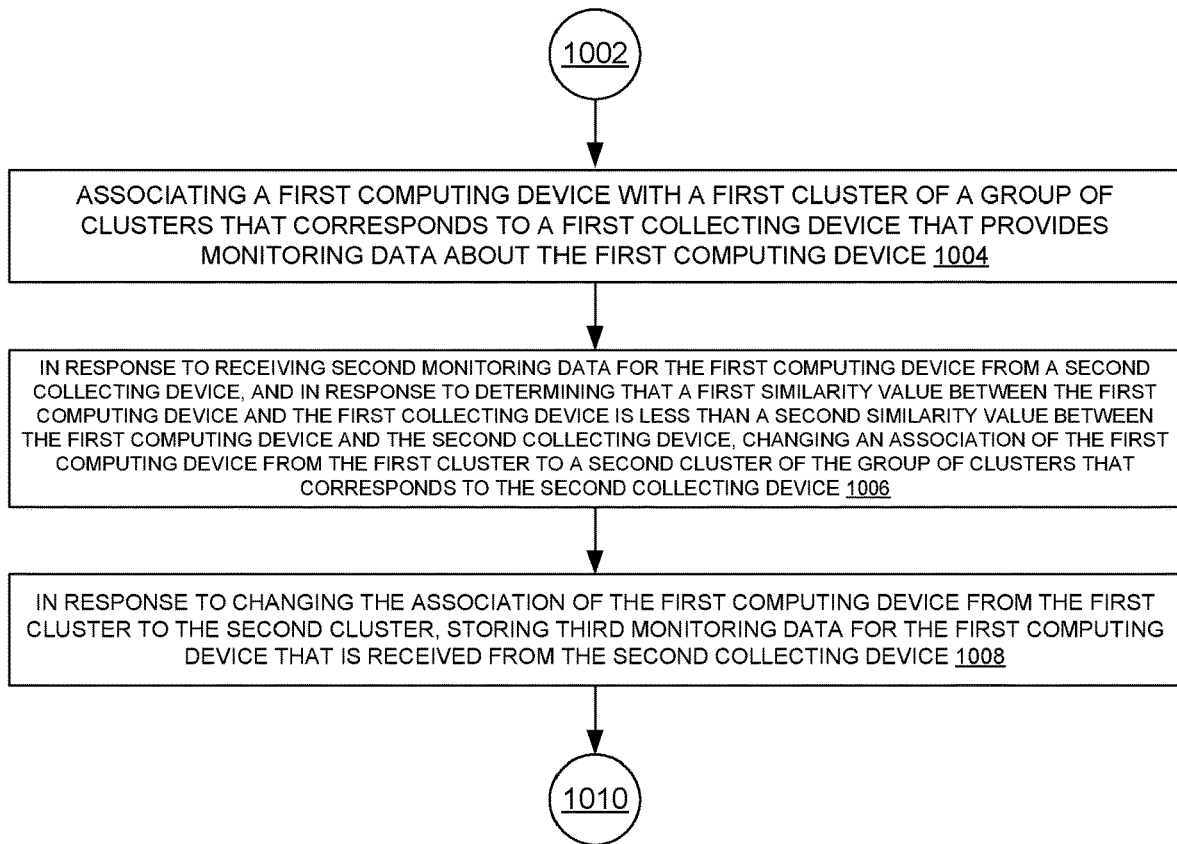 1002
ASSOCIATING A FIRST COMPUTING DEVICE WITH A FIRST CLUSTER OF A GROUP OF
CLUSTERS THAT CORRESPONDS TO A FIRST COLLECTING DEVICE THAT PROVIDES
MONITORING DATA ABOUT THE FIRST COMPUTING DEVICE 1004
IN RESPONSE TO RECEIVING SECOND MONITORING DATA FOR THE FIRST COMPUTING DEVICE FROM A SECOND
COLLECTING DEVICE, AND IN RESPONSE TO DETERMINING THAT A FIRST SIMILARITY VALUE BETWEEN THE FIRST
COMPUTING DEVICE AND THE FIRST COLLECTING DEVICE IS LESS THAN A SECOND SIMILARITY VALUE BETWEEN
THE FIRST COMPUTING DEVICE AND THE SECOND COLLECTING DEVICE, CHANGING AN ASSOCIATION OF THE FIRST
COMPUTING DEVICE FROM THE FIRST CLUSTER TO A SECOND CLUSTER OF THE GROUP OF CLUSTERS THAT
CORRESPONDS TO THE SECOND COLLECTING DEVICE 1006
IN RESPONSE TO CHANGING THE ASSOCIATION OF THE FIRST COMPUTING DEVICE FROM THE FIRST
CLUSTER TO THE SECOND CLUSTER, STORING THIRD MONITORING DATA FOR THE FIRST COMPUTING
DEVICE THAT IS RECEIVED FROM THE SECOND COLLECTING DEVICE 1008
1010